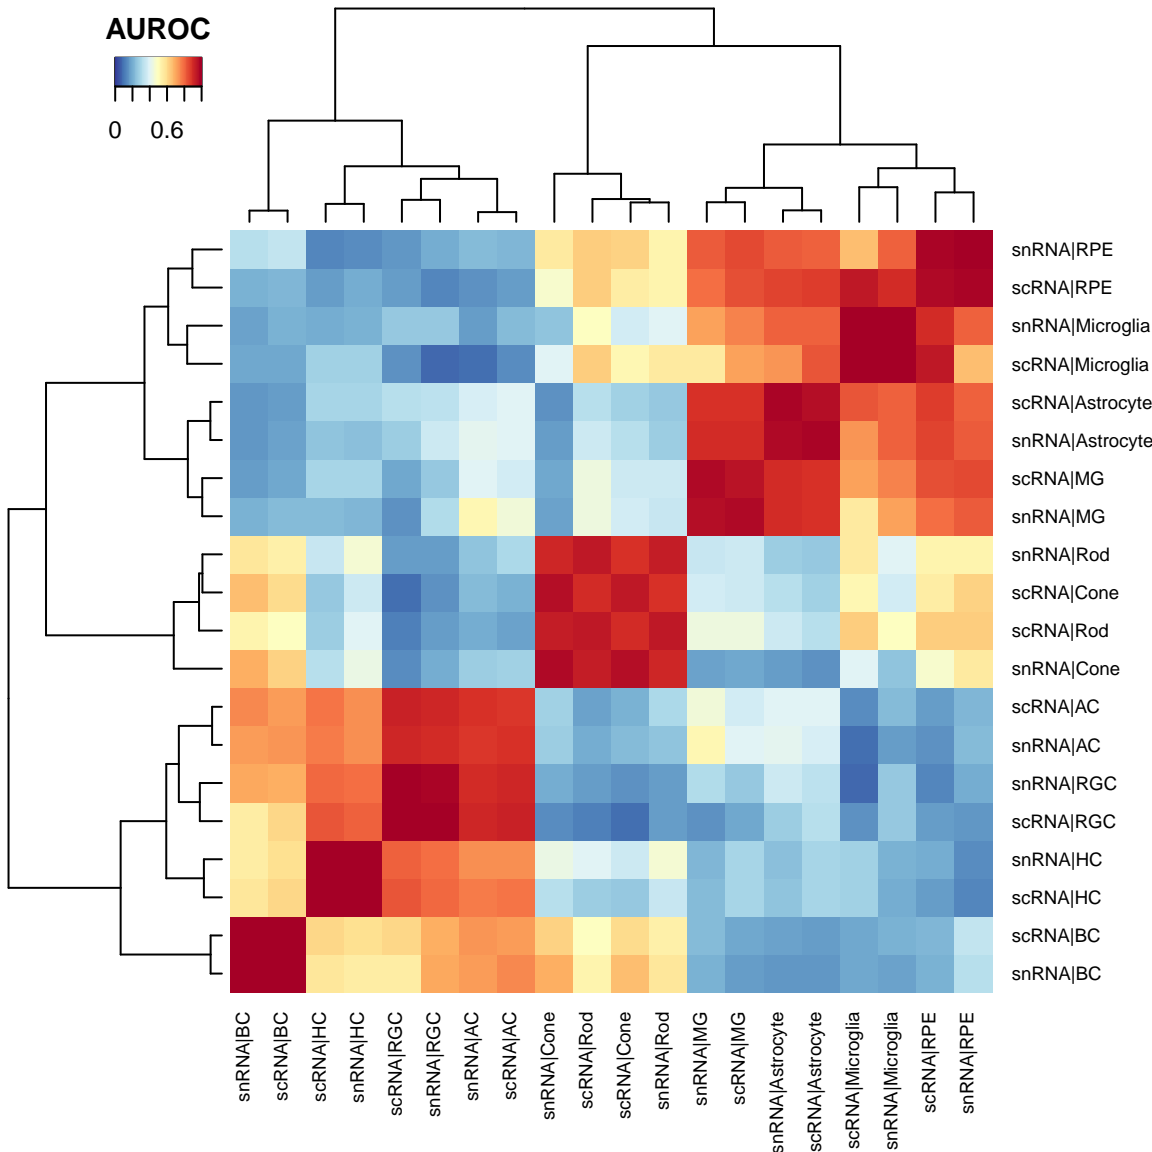 AUROC
0 0.6
snRNA|RPE
scRNA|RPE
snRNA|Microglia
scRNA|Microglia
scRNA|Astrocyte
snRNA|Astrocyte
scRNA|MG
snRNA|MG
snRNA|Rod
scRNA|Cone
scRNA|Rod
snRNA|Cone
scRNA|AC
snRNA|AC
snRNA|RGC
scRNA|RGC
snRNA|HC
scRNA|HC
scRNA|BC
snRNA|BC
snRNA|BC
scRNA|BC
scRNA|HC
snRNA|HC
scRNA|RGC
snRNA|RGC
snRNA|AC
scRNA|AC
snRNA|Cone
scRNA|Rod
scRNA|Cone
snRNA|Rod
snRNA|MG
scRNA|MG
snRNA|Astrocyte
scRNA|Astrocyte
scRNA|Microglia
snRNA|Microglia
scRNA|RPE
snRNA|RPE